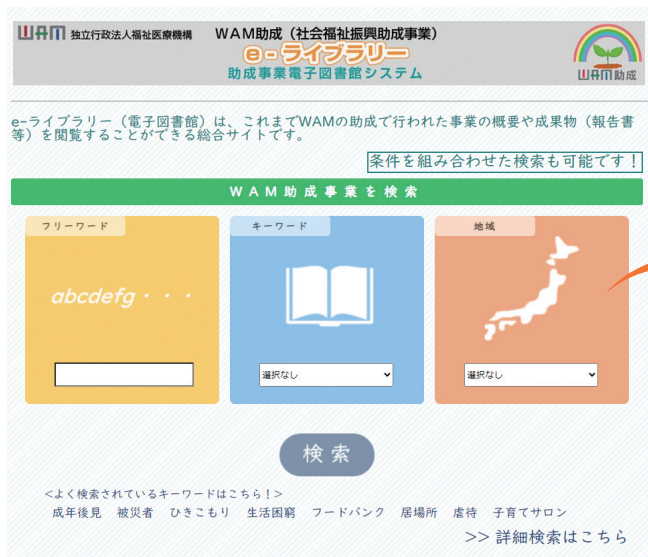 WAM 独立行政法人福祉医療機構 WAM助成（社会福祉振興助成事業）
e-ライブラリー
助成事業電子図書館システム
WAM助成
e-ライブラリー（電子図書館）は、これまでWAMの助成で行われた事業の概要や成果物（報告書
等）を閲覧することができる総合サイトです。
条件を組み合わせた検索も可能です！
WAM助成事業を検索
フリーワード キーワード 地域
abcdefg・・・
選択なし 選択なし
検索
<よく検索されているキーワードはこちら！>
成年後見 被災者 ひきこもり 生活困窮 フードバンク 居場所 虐待 子育てサロン
>> 詳細検索はこちら